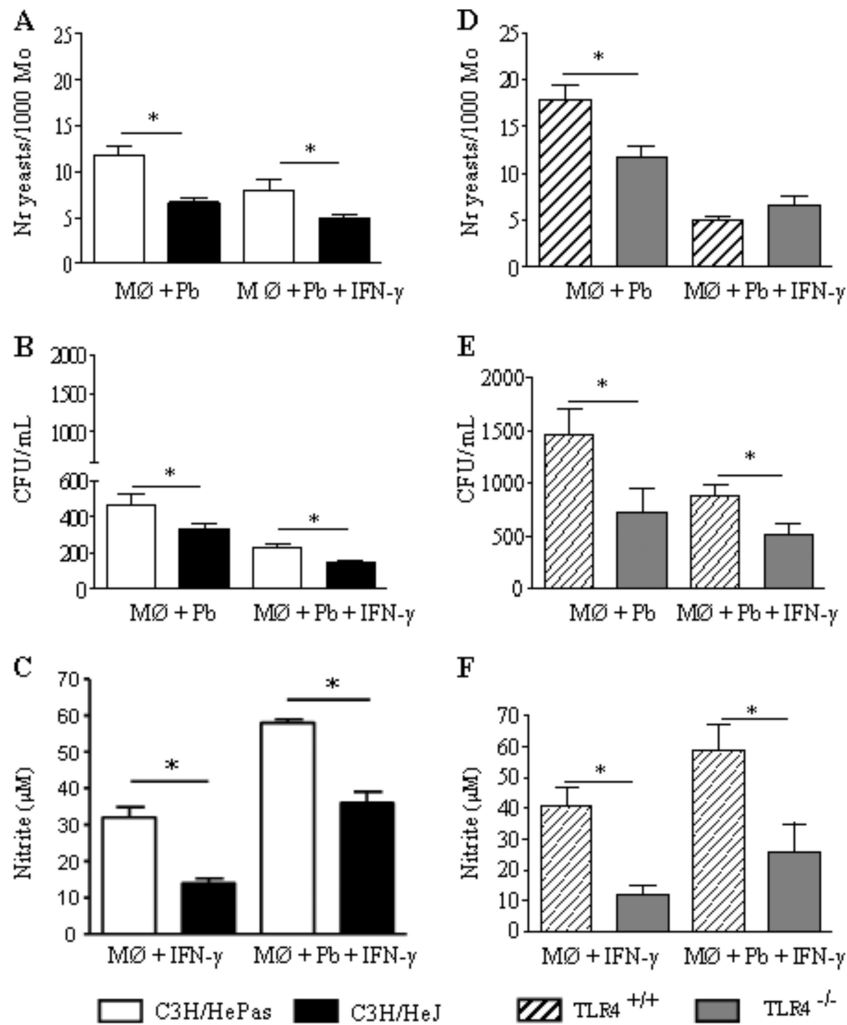 A
Nr yeasts/1000 Mo
25
20
15
10
5
0
*
*
MØ + Pb
M Ø + Pb + IFN-γ
D
Nr yeasts/1000 Mo
25
20
15
10
5
0
*
MØ + Pb
MØ + Pb + IFN-γ
B
CFU/mL
2000
1500
1000
600
400
200
0
*
*
MØ + Pb
MØ + Pb + IFN-γ
E
CFU/mL
2000
1500
1000
500
0
*
*
MØ + Pb
MØ + Pb + IFN-γ
C
Nitrite (µM)
70
60
50
40
30
20
10
0
*
*
MØ + IFN-γ
MØ + Pb + IFN-γ
F
Nitrite (µM)
70
60
50
40
30
20
10
0
*
*
MØ + IFN-γ
MØ + Pb + IFN-γ
C3H/HePas
C3H/HeJ
TLR4 +/+
TLR4 -/-